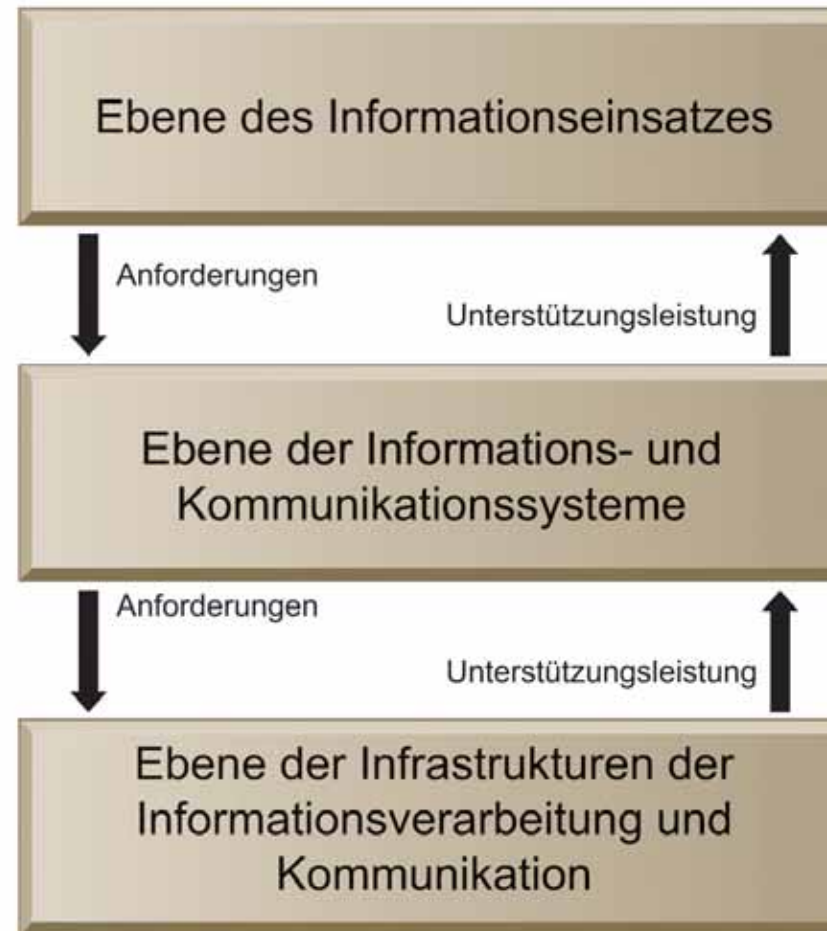 Ebene des Informationseinsatzes
Anforderungen
Unterstützungsleistung
Ebene der Informations- und
Kommunikationssysteme
Anforderungen
Unterstützungsleistung
Ebene der Infrastrukturen der
Informationsverarbeitung und
Kommunikation